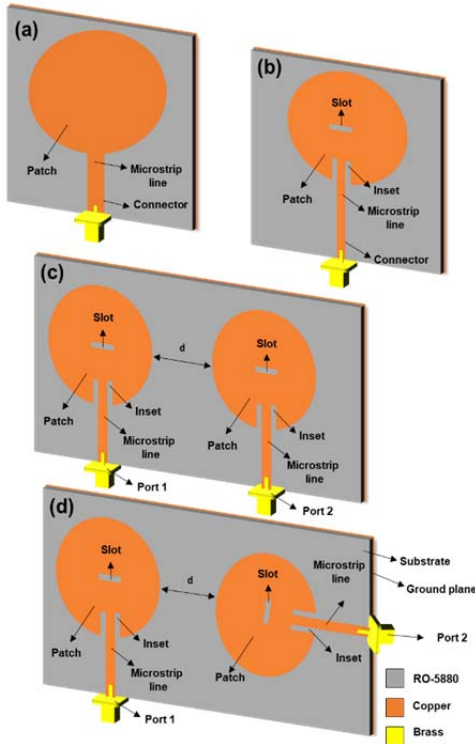 (a)
Patch
Microstrip
line
Connector
(b)
Slot
Patch
Inset
Microstrip
line
Connector
(c)
Slot
d
Slot
Patch
Inset
Microstrip
line
Port 1
Patch
Inset
Microstrip
line
Port 2
(d)
Slot
d
Slot
Microstrip
line
Substrate
Ground plane
Port 2
Patch
Inset
Microstrip
line
Port 1
Patch
Inset
RO-5880
Copper
Brass